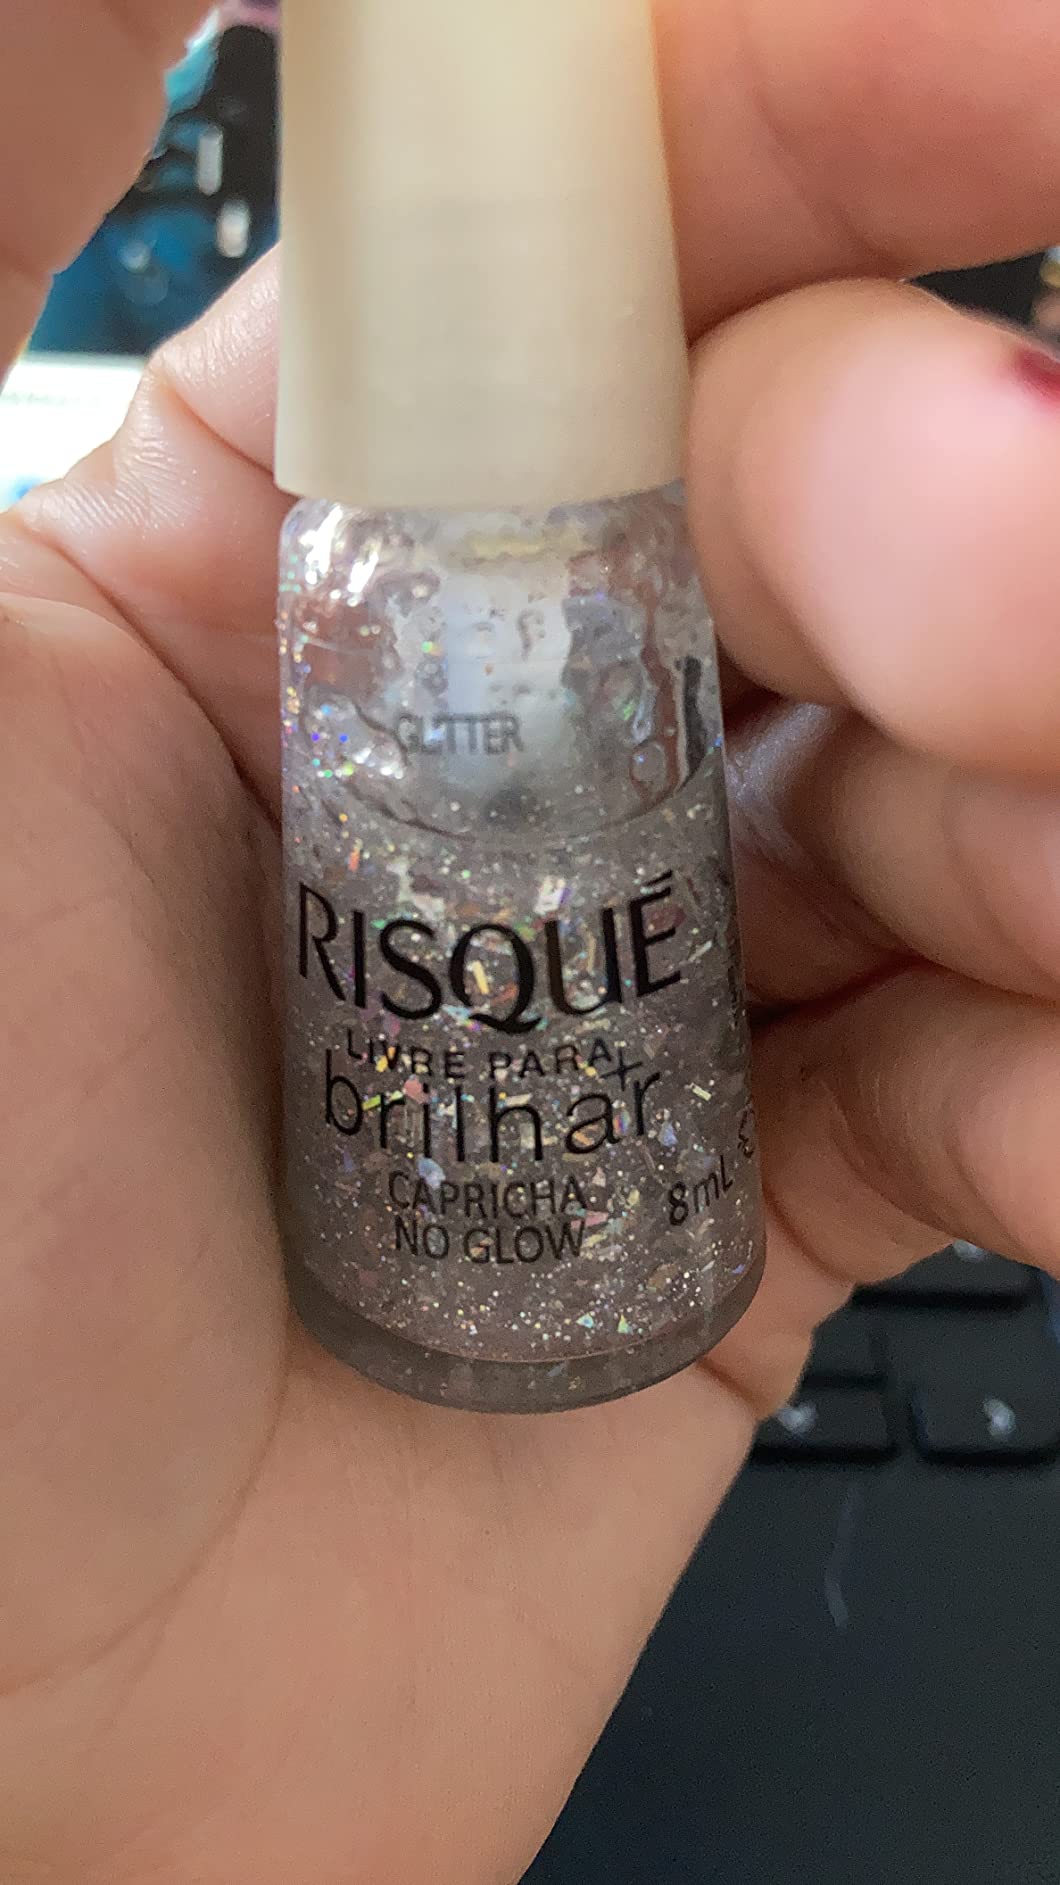 GLITTER
RISQUÉ
LIVRE PARA
brilhar
CAPRICHA
NO GLOW
8mL